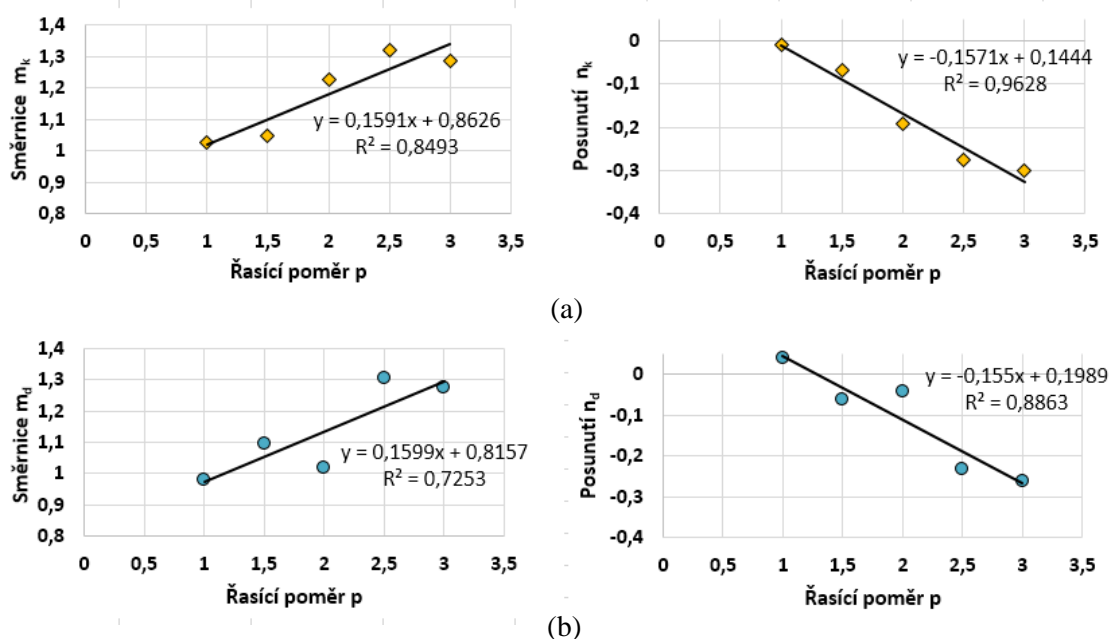 1,4
1,3
1,2
1,1
1
0,9
0,8
0 0,5 1 1,5 2 2,5 3 3,5
Směrnice mk
Řasící poměr p
y = 0,1591x + 0,8626
R² = 0,8493
0
-0,1
-0,2
-0,3
-0,4
0 0,5 1 1,5 2 2,5 3 3,5
Posunutí nk
Řasící poměr p
y = -0,1571x + 0,1444
R² = 0,9628
(a)
1,4
1,3
1,2
1,1
1
0,9
0,8
0 0,5 1 1,5 2 2,5 3 3,5
Směrnice md
Řasící poměr p
y = 0,1599x + 0,8157
R² = 0,7253
0
-0,1
-0,2
-0,3
-0,4
0 0,5 1 1,5 2 2,5 3 3,5
Posunutí nd
Řasící poměr p
y = -0,155x + 0,1989
R² = 0,8863
(b)